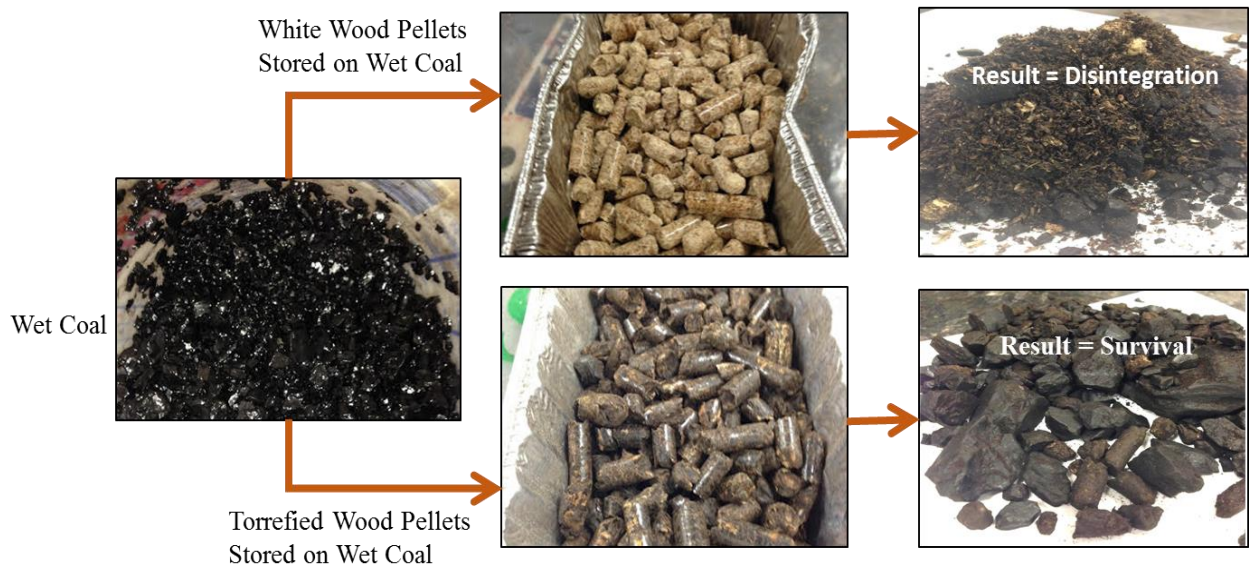 White Wood Pellets
Stored on Wet Coal
Result = Disintegration
Wet Coal
Result = Survival
Torrefied Wood Pellets
Stored on Wet Coal